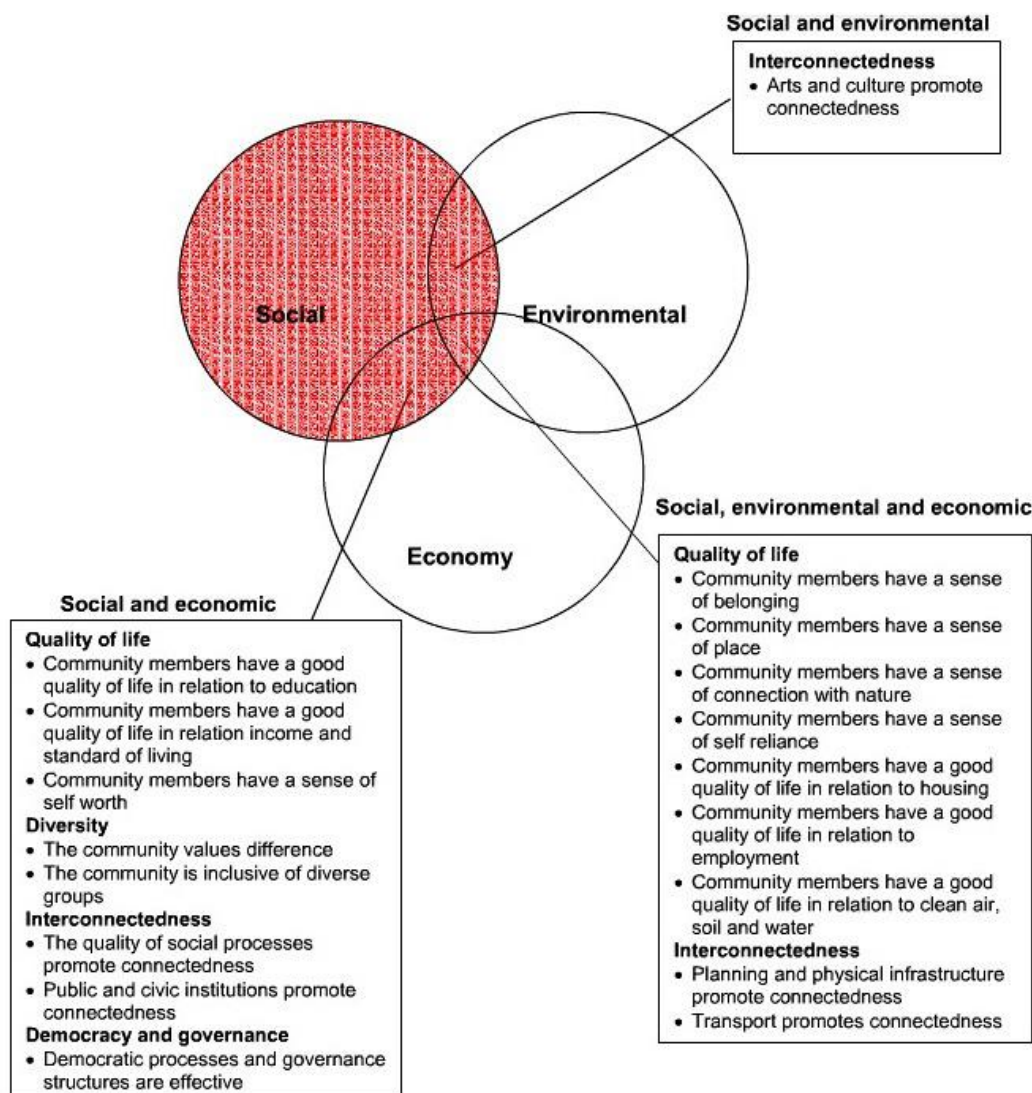 Social and environmental
Interconnectedness
• Arts and culture promote
connectedness
Social
Environmental
Economy
Social and economic
Quality of life
• Community members have a good
quality of life in relation to education
• Community members have a good
quality of life in relation income and
standard of living
• Community members have a sense of
self worth
Diversity
• The community values difference
• The community is inclusive of diverse
groups
Interconnectedness
• The quality of social processes
promote connectedness
• Public and civic institutions promote
connectedness
Democracy and governance
• Democratic processes and governance
structures are effective
Social, environmental and economic
Quality of life
• Community members have a sense
of belonging
• Community members have a sense
of place
• Community members have a sense
of connection with nature
• Community members have a sense
of self reliance
• Community members have a good
quality of life in relation to housing
• Community members have a good
quality of life in relation to
employment
• Community members have a good
quality of life in relation to clean air,
soil and water
Interconnectedness
• Planning and physical infrastructure
promote connectedness
• Transport promotes connectedness